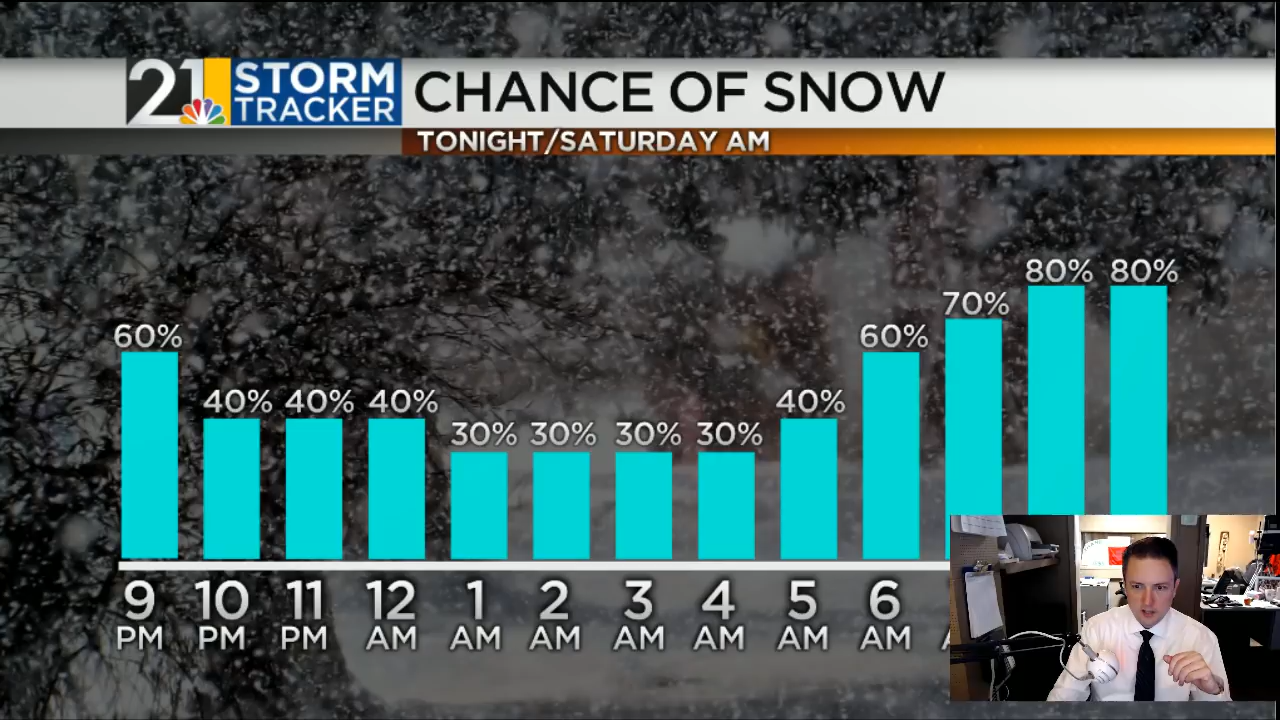 21 STORM TRACKER
CHANCE OF SNOW
TONIGHT/SATURDAY AM
80% 80%
70%
60% 60%
40% 40% 40% 40%
30% 30% 30% 30%
9 10 11 12 1 2 3 4 5 6
PM PM PM AM AM AM AM AM AM AM